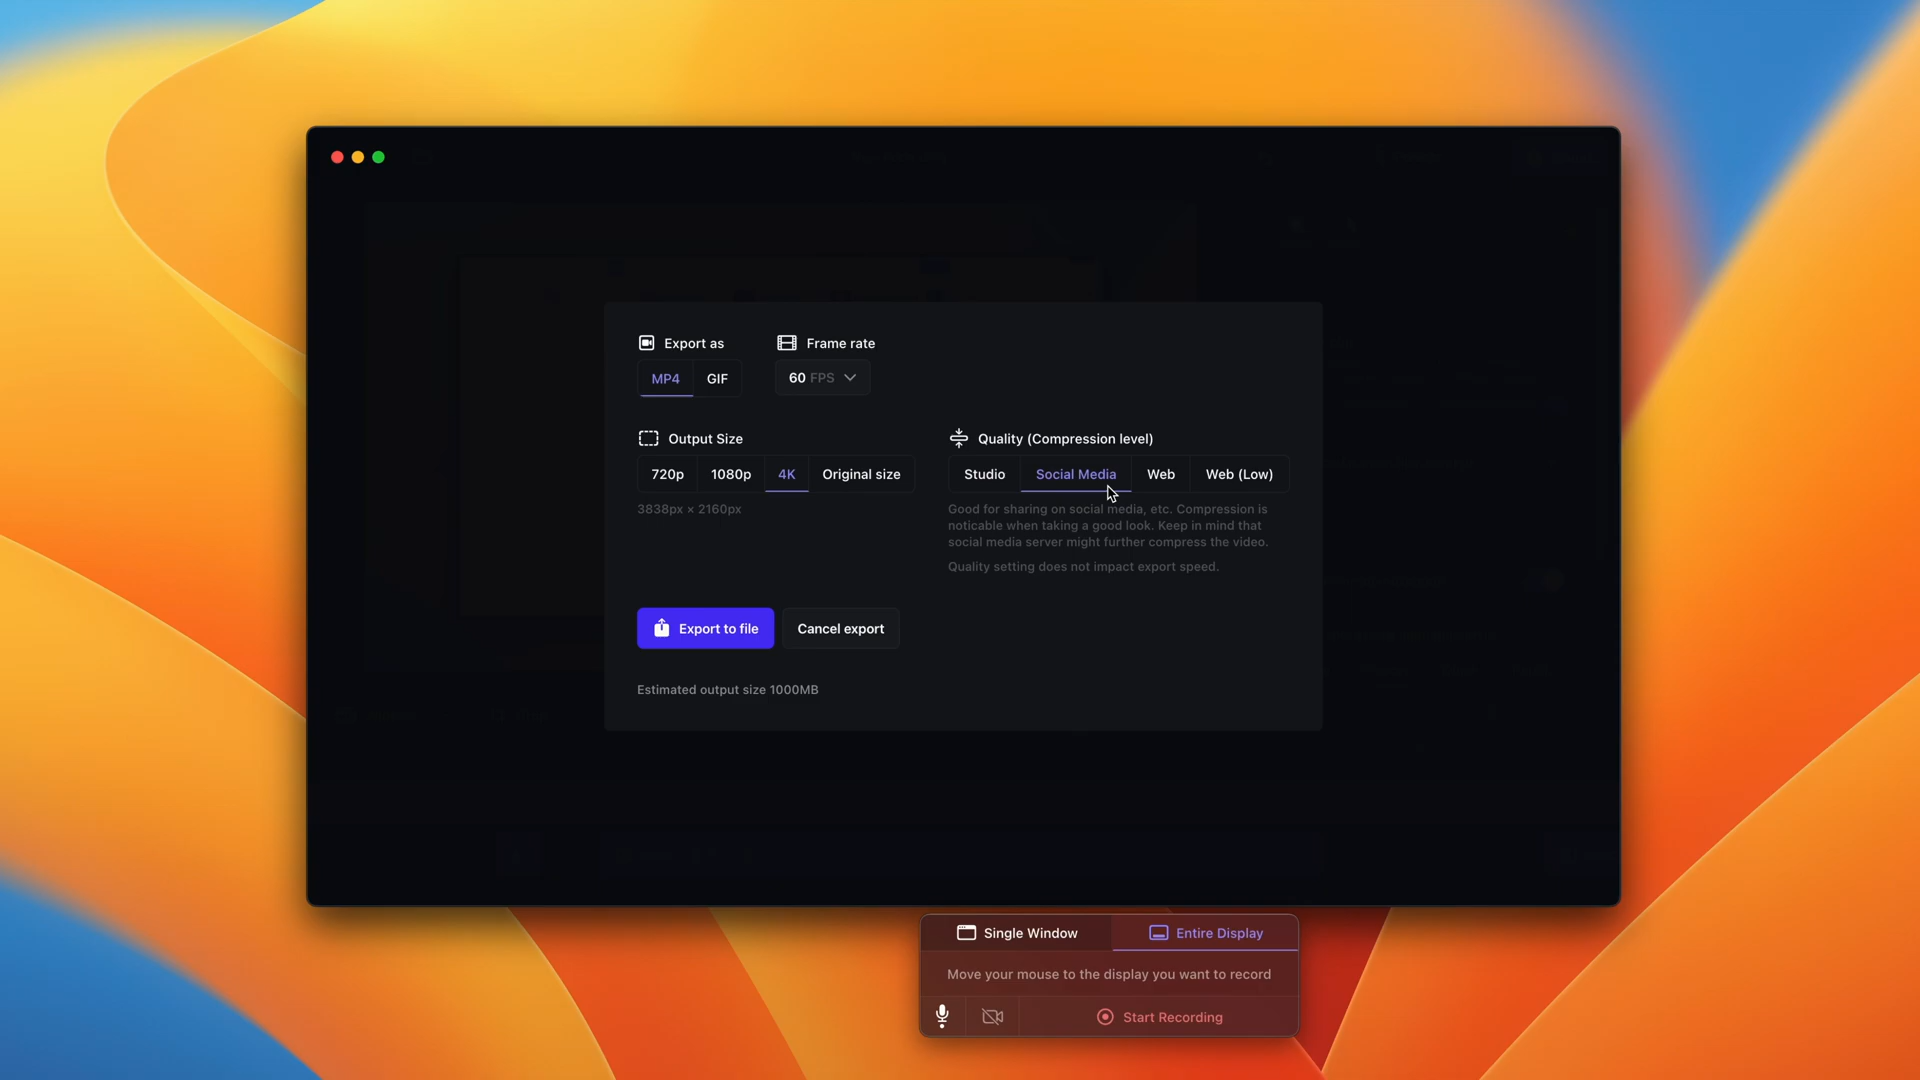 Export as
Frame rate
MP4 GIF
60 FPS
Output Size
Quality (Compression level)
720p 1080p 4K Original size
Studio Social Media Web Web (Low)
3838px × 2160px
Good for sharing on social media, etc. Compression is
noticable when taking a good look. Keep in mind that
social media server might further compress the video.
Quality setting does not impact export speed.
Export to file
Cancel export
Estimated output size 1000MB
Single Window
Entire Display
Move your mouse to the display you want to record
Start Recording